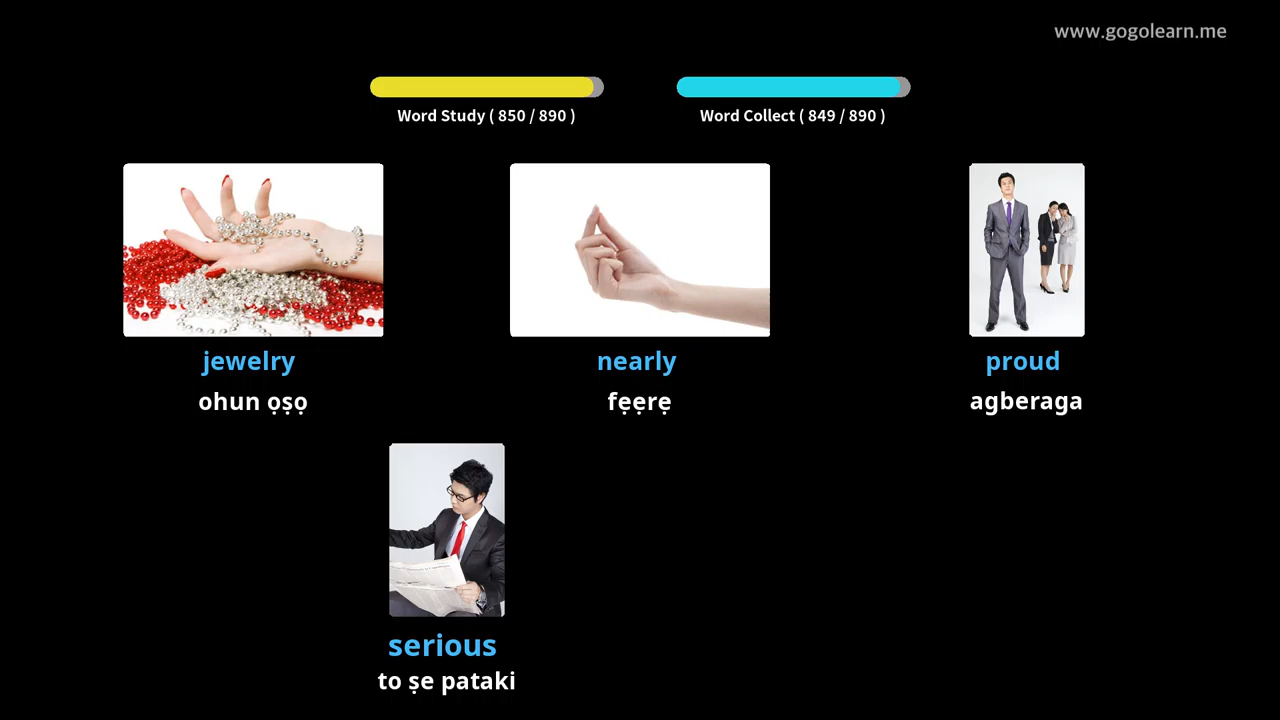 www.gogolearn.me
Word Study ( 850 / 890 )
Word Collect ( 849 / 890 )
jewelry
ohun ọṣọ
nearly
fẹẹrẹ
proud
agberaga
serious
to ṣe pataki